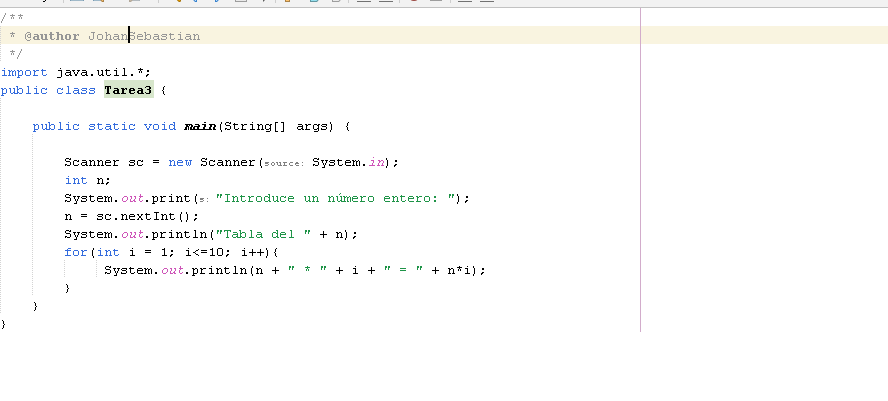 /**
 * @author JohanSebastian
 */
import java.util.*;
public class Tarea3 {
    public static void main(String[] args) {
        Scanner sc = new Scanner(source: System.in);
        int n;
        System.out.print(s: "Introduce un número entero: ");
        n = sc.nextInt();
        System.out.println("Tabla del " + n);
        for(int i = 1; i<=10; i++){
             System.out.println(n + " * " + i + " = " + n*i);
        }
    }
}